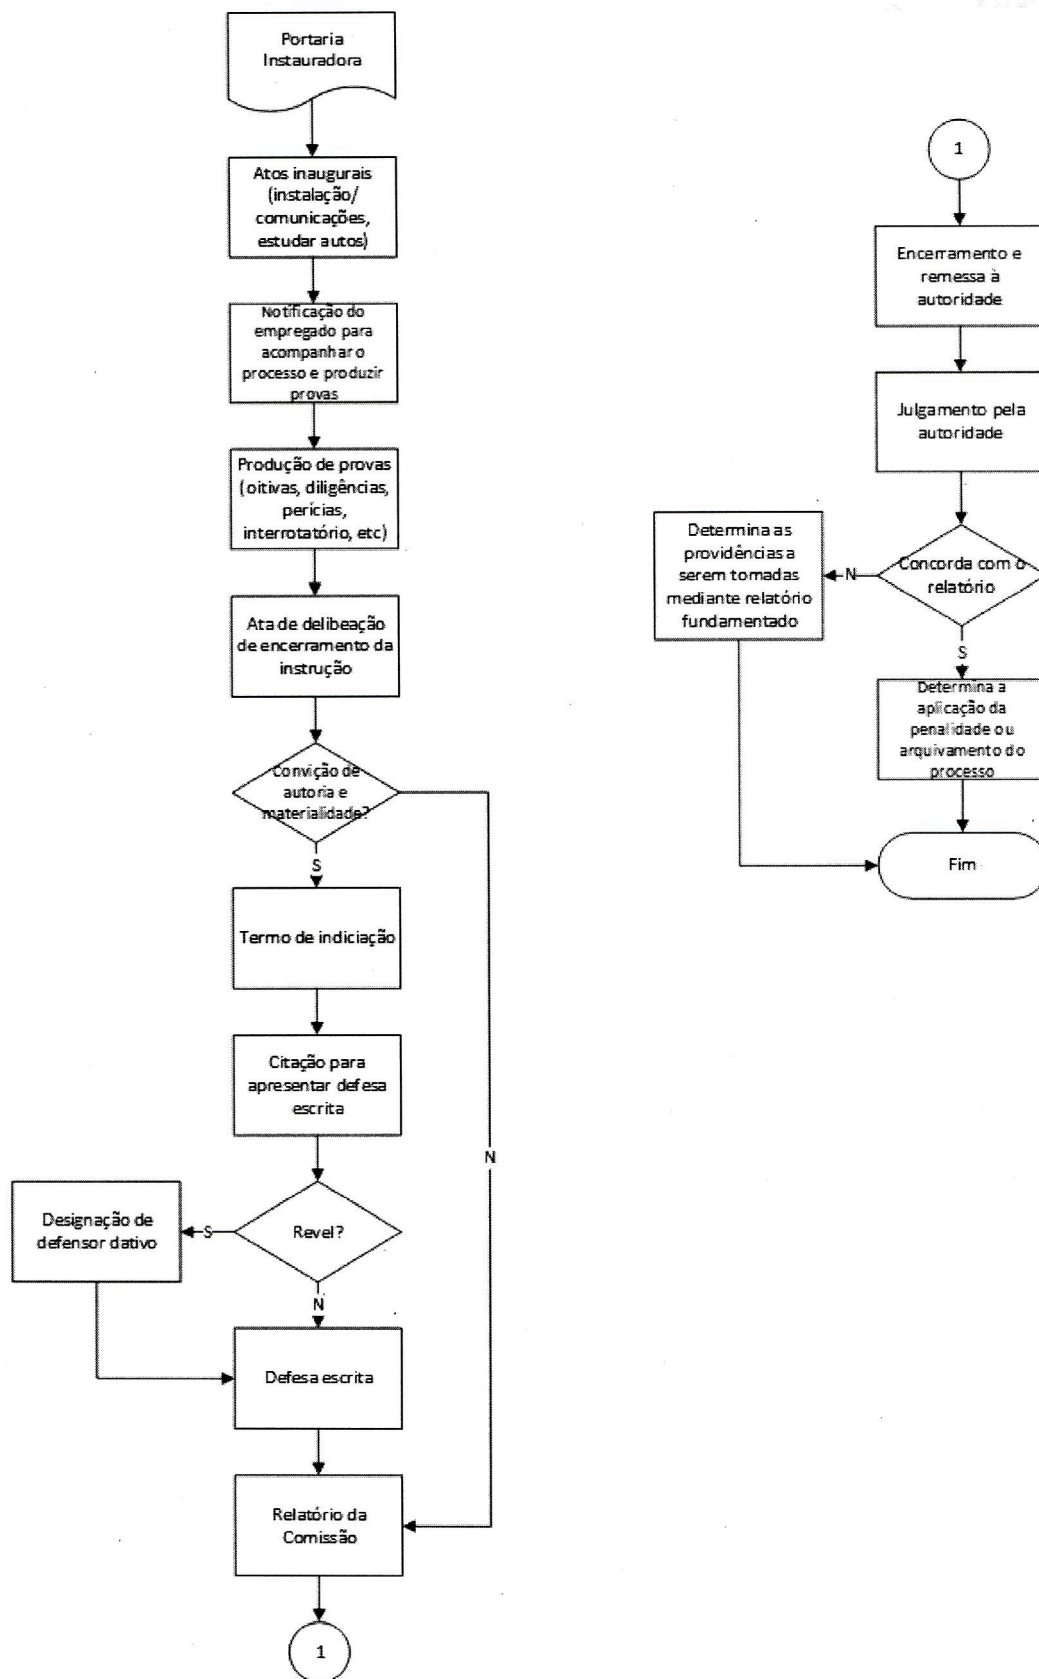 Portaria
Instauradora
Atos inaugurais
(instalação/
comunicações,
estudar autos)
Notificação do
empregado para
acompanhar o
processo e produzir
provas
Produção de provas
(oitivas, diligências,
perícias,
interrotatório, etc)
Ata de delibeação
de encerramento da
instrução
Convição de
autoria e
materialidade?
S
Termo de indiciação
Citação para
apresentar defesa
escrita
N
Revel?
S
Designação de
defensor dativo
N
Defesa escrita
Relatório da
Comissão
1
1
Encerramento e
remessa à
autoridade
Julgamento pela
autoridade
Concorda com o
relatório
N
Determina as
providências a
serem tomadas
mediante relatório
fundamentado
S
Determina a
aplicação da
penalidade ou
arquivamento do
processo
Fim